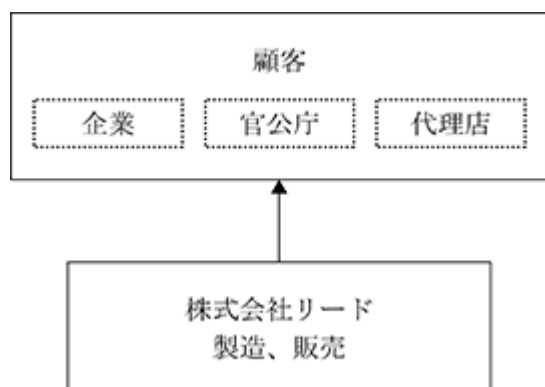 顧客
企業
官公庁
代理店
株式会社リード
製造、販売